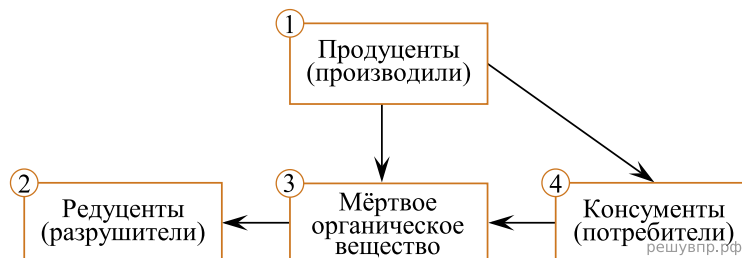 1
Продуценты
(производили)
2
Редуценты
(разрушители)
3
Мёртвое
органическое
вещество
4
Консументы
(потребители)
решувпр.рф